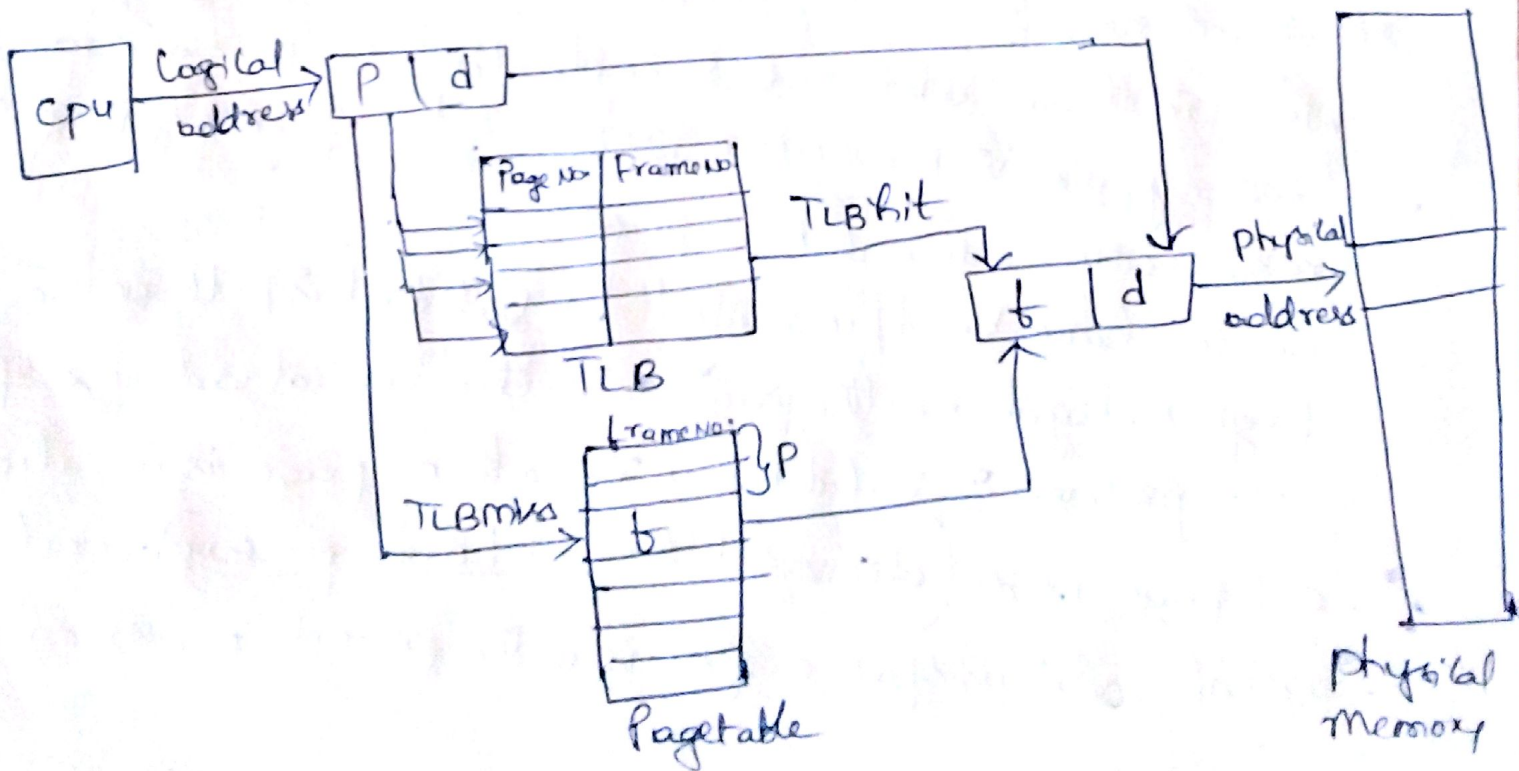 CPU
Logical
address
P d
Page No Frame No
TLB hit
TLB
f d
physical
address
frame No.
P
TLB miss
f
Pagetable
physical
Memory